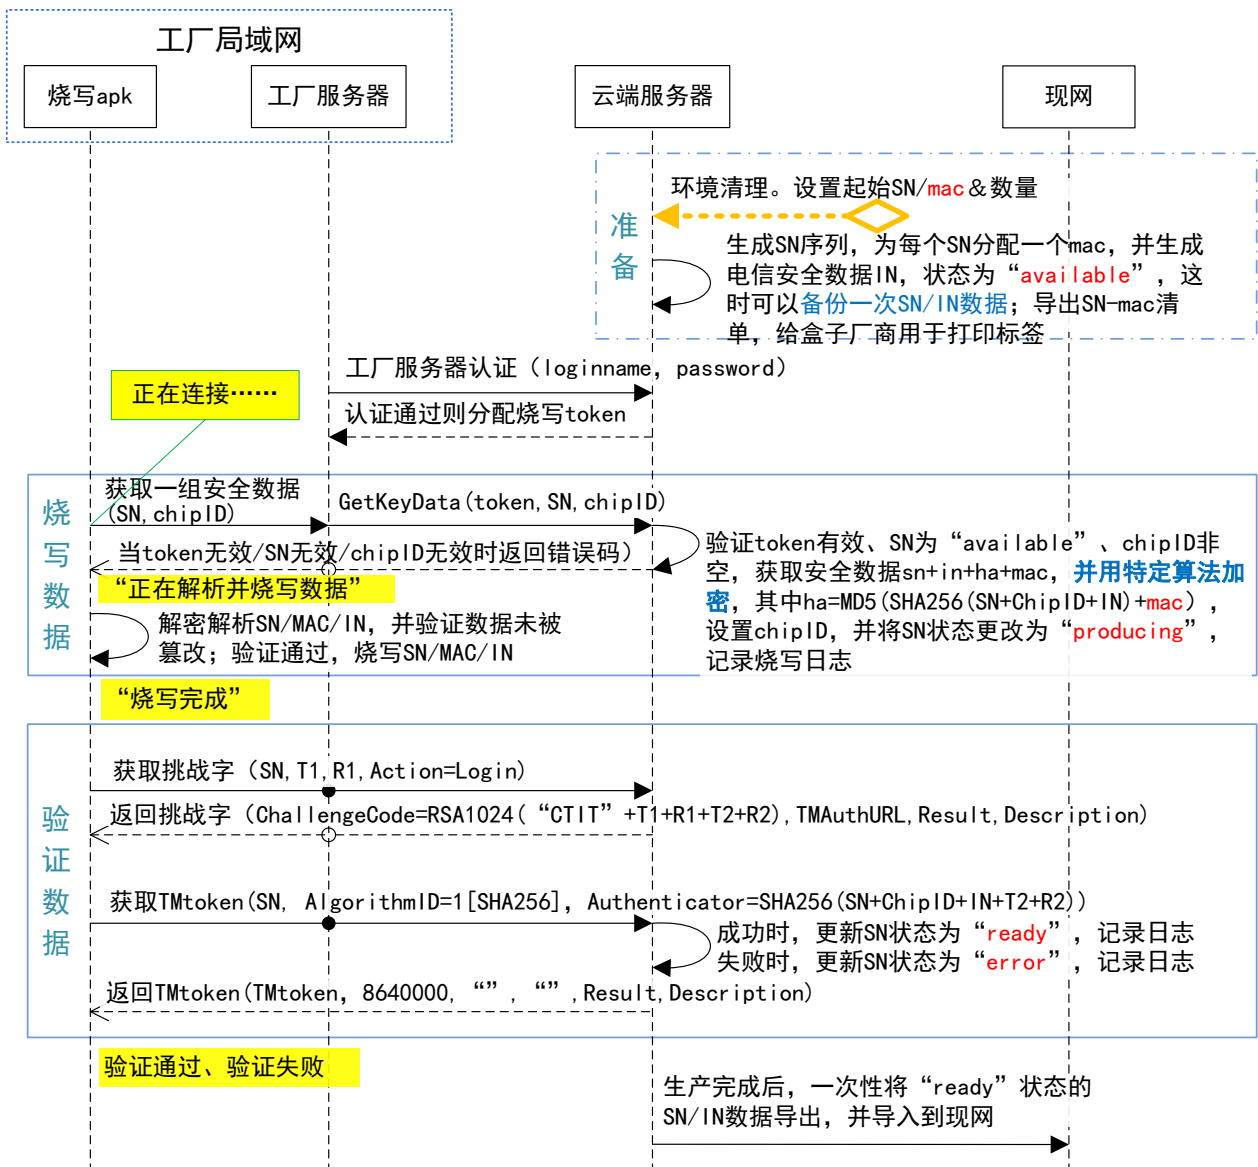 工厂局域网
烧写apk
工厂服务器
云端服务器
现网
准备
环境清理。设置起始SN/mac＆数量
生成SN序列，为每个SN分配一个mac，并生成
电信安全数据IN，状态为“available”，这
时可以备份一次SN/IN数据；导出SN-mac清
单，给盒子厂商用于打印标签
工厂服务器认证（loginname，password）
正在连接……
认证通过则分配烧写token
烧写数据
获取一组安全数据
(SN,chipID)
GetKeyData(token,SN,chipID)
当token无效/SN无效/chipID无效时返回错误码）
验证token有效、SN为“available”、chipID非
空，获取安全数据sn+in+ha+mac，并用特定算法加
密，其中ha=MD5(SHA256(SN+ChipID+IN)+mac），
设置chipID，并将SN状态更改为“producing”，
记录烧写日志
“正在解析并烧写数据”
解密解析SN/MAC/IN，并验证数据未被
篡改；验证通过，烧写SN/MAC/IN
“烧写完成”
验证数据
获取挑战字（SN,T1,R1,Action=Login)
返回挑战字（ChallengeCode=RSA1024(“CTIT”+T1+R1+T2+R2),TMAuthURL,Result,Description)
获取TMtoken(SN, AlgorithmID=1[SHA256]，Authenticator=SHA256(SN+ChipID+IN+T2+R2))
成功时，更新SN状态为“ready”，记录日志
失败时，更新SN状态为“error”，记录日志
返回TMtoken(TMtoken，8640000，“”，“”,Result,Description)
验证通过、验证失败
生产完成后，一次性将“ready”状态的
SN/IN数据导出，并导入到现网